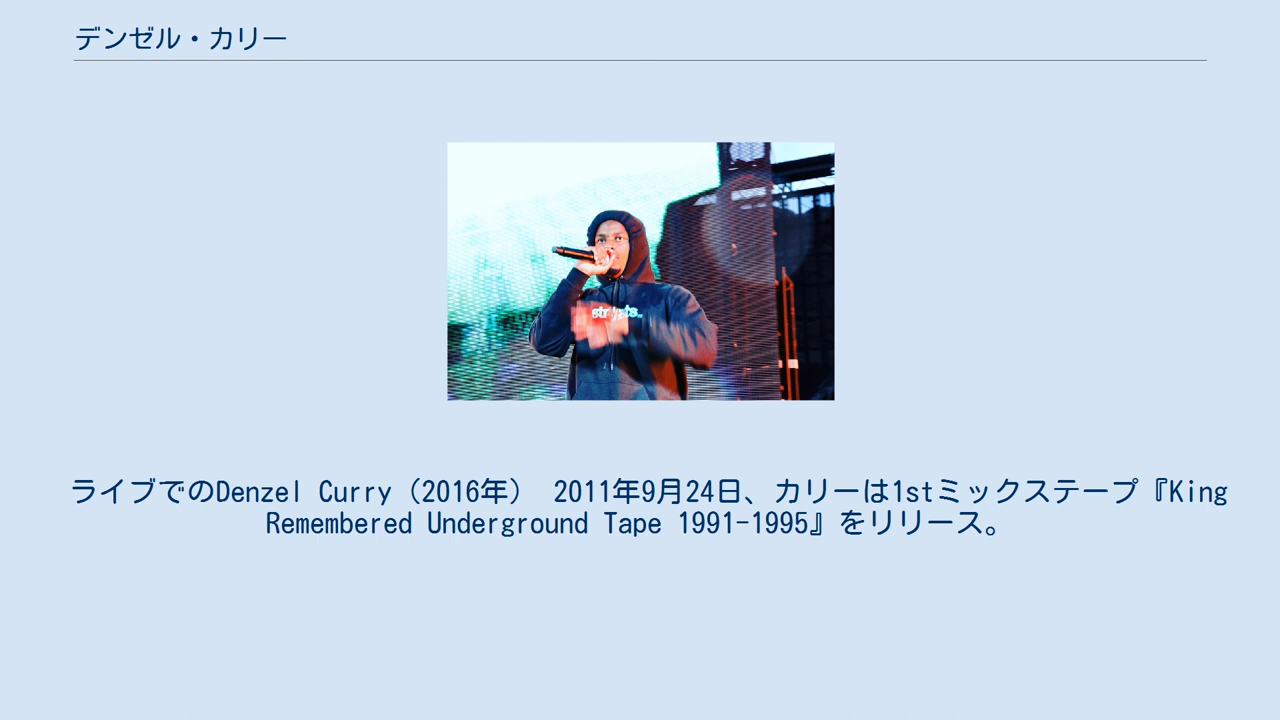 デンゼル・カリー
ライブでのDenzel Curry（2016年） 2011年9月24日、カリーは1stミックステープ『King
Remembered Underground Tape 1991-1995』をリリース。